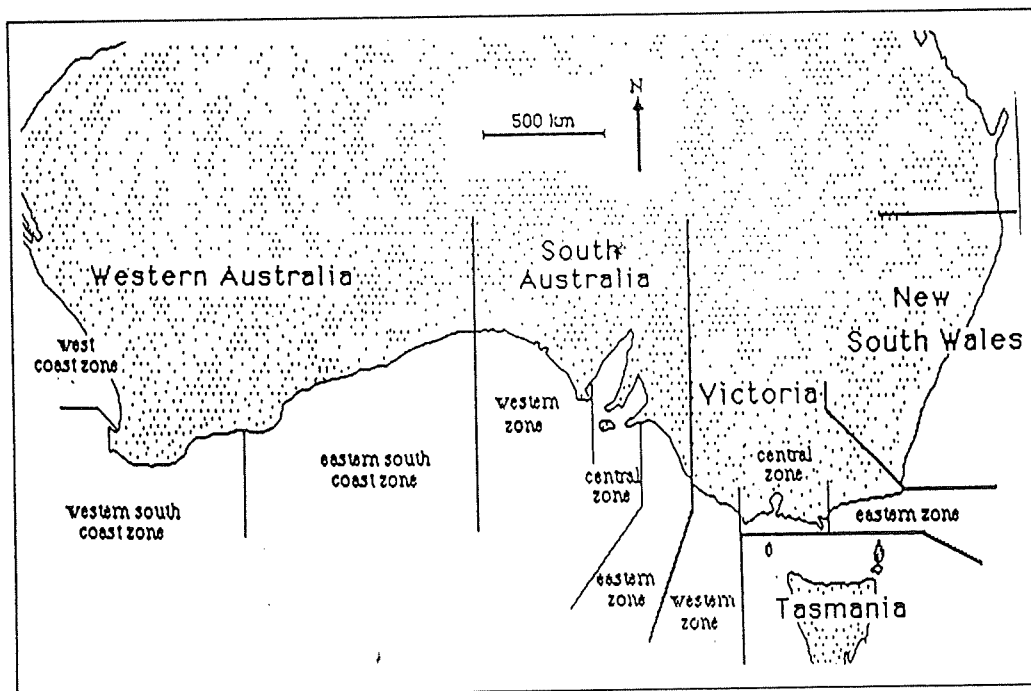 N
500 km
Western Australia
South
Australia
New
South Wales
Victoria
Tasmania
west
coast zone
western south
coast zone
eastern south
coast zone
western
zone
central
zone
eastern
zone
western
zone
central
zone
eastern zone